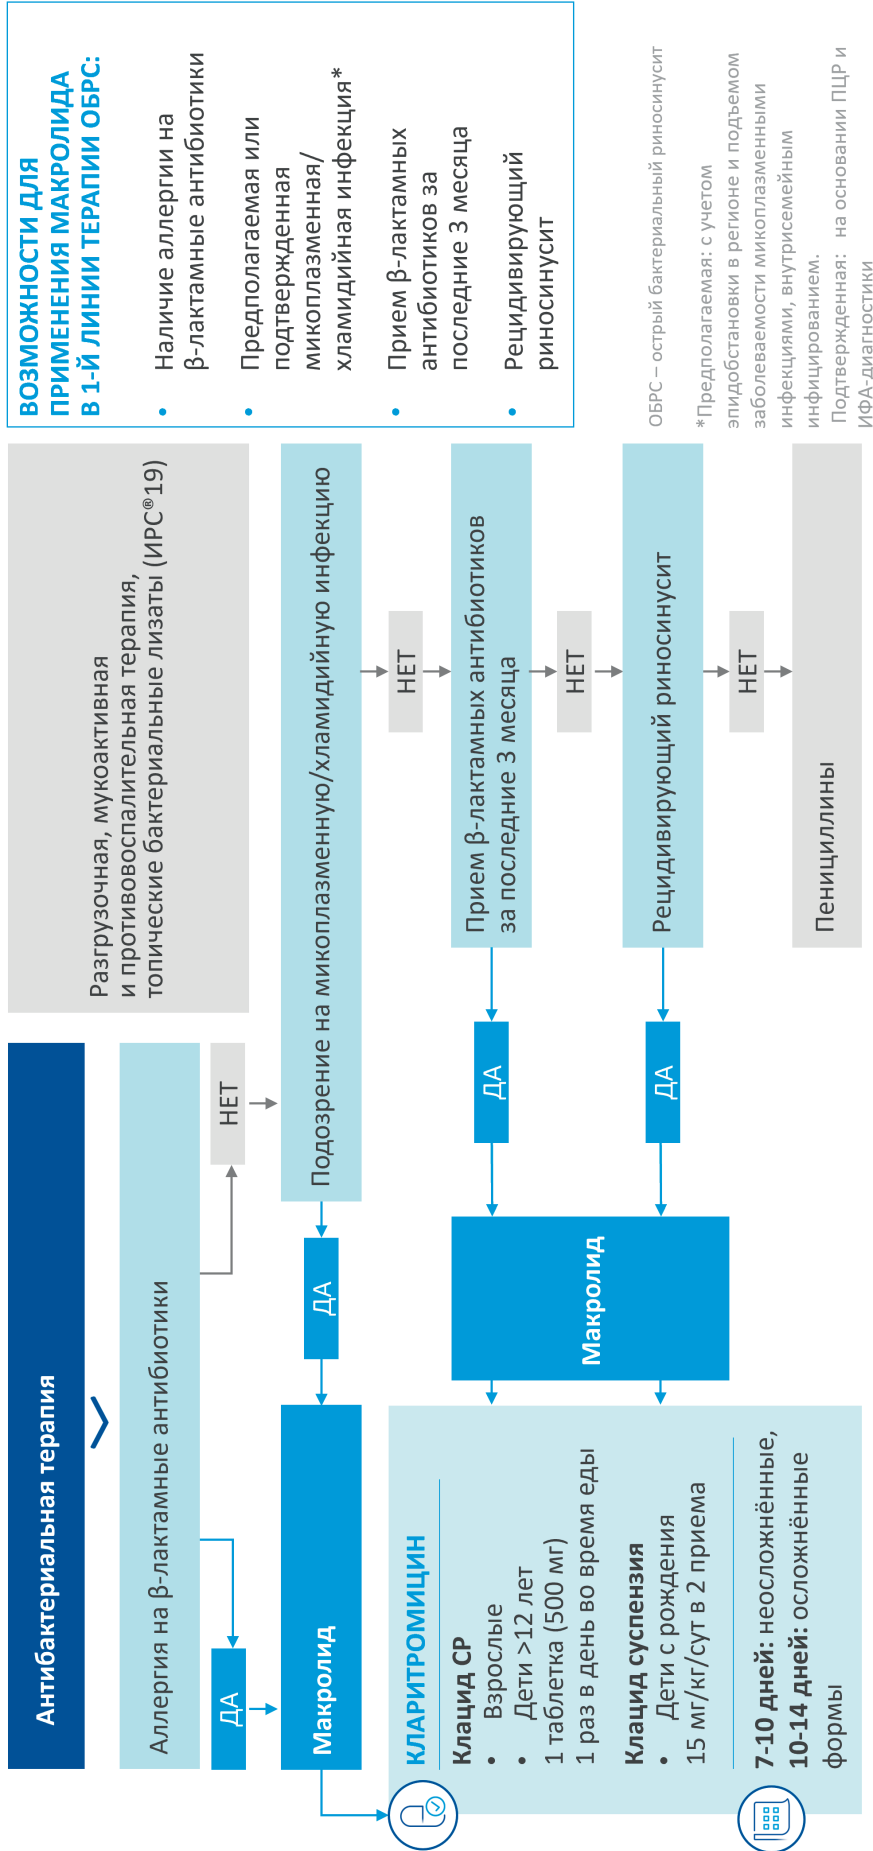 Антибактериальная терапия
Аллергия на β-лактамные антибиотики
ДА
НЕТ
Разгрузочная, мукоактивная
и противовоспалительная терапия,
топические бактериальные лизаты (ИРС®19)
Макролид
ДА
Подозрение на микоплазменную/хламидийную инфекцию
НЕТ
Прием β-лактамных антибиотиков
за последние 3 месяца
ДА
НЕТ
Рецидивирующий риносинусит
ДА
НЕТ
Пенициллины
Макролид
КЛАРИТРОМИЦИН
Клацид СР
• Взрослые
• Дети >12 лет
1 таблетка (500 мг)
1 раз в день во время еды
Клацид суспензия
• Дети с рождения
15 мг/кг/сут в 2 приема
7-10 дней: неосложнённые,
10-14 дней: осложнённые
формы
ВОЗМОЖНОСТИ ДЛЯ
ПРИМЕНЕНИЯ МАКРОЛИДА
В 1-Й ЛИНИИ ТЕРАПИИ ОБРС:
• Наличие аллергии на
β-лактамные антибиотики
• Предполагаемая или
подтвержденная
микоплазменная/
хламидийная инфекция*
• Прием β-лактамных
антибиотиков за
последние 3 месяца
• Рецидивирующий
риносинусит
ОБРС – острый бактериальный риносинусит
*Предполагаемая: с учетом
эпидобстановки в регионе и подъемом
заболеваемости микоплазменными
инфекциями, внутрисемейным
инфицированием.
Подтвержденная: на основании ПЦР и
ИФА-диагностики